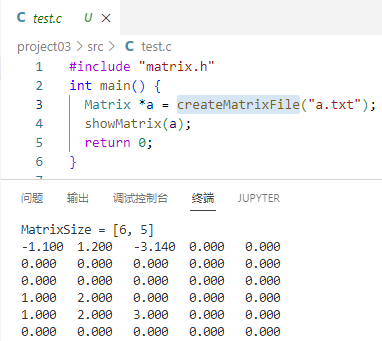 C test.c X
project03 > src > C test.c
1 #include "matrix.h"
2 int main() {
3 Matrix *a = createMatrixFile("a.txt");
4 showMatrix(a);
5 return 0;
6 }
问题 输出 调试控制台 终端 JUPYTER
MatrixSize = [6, 5]
-1.100 1.200 -3.140 0.000 0.000
0.000 0.000 0.000 0.000 0.000
0.000 0.000 0.000 0.000 0.000
1.000 2.000 0.000 0.000 0.000
1.000 2.000 3.000 0.000 0.000
0.000 0.000 0.000 0.000 0.000